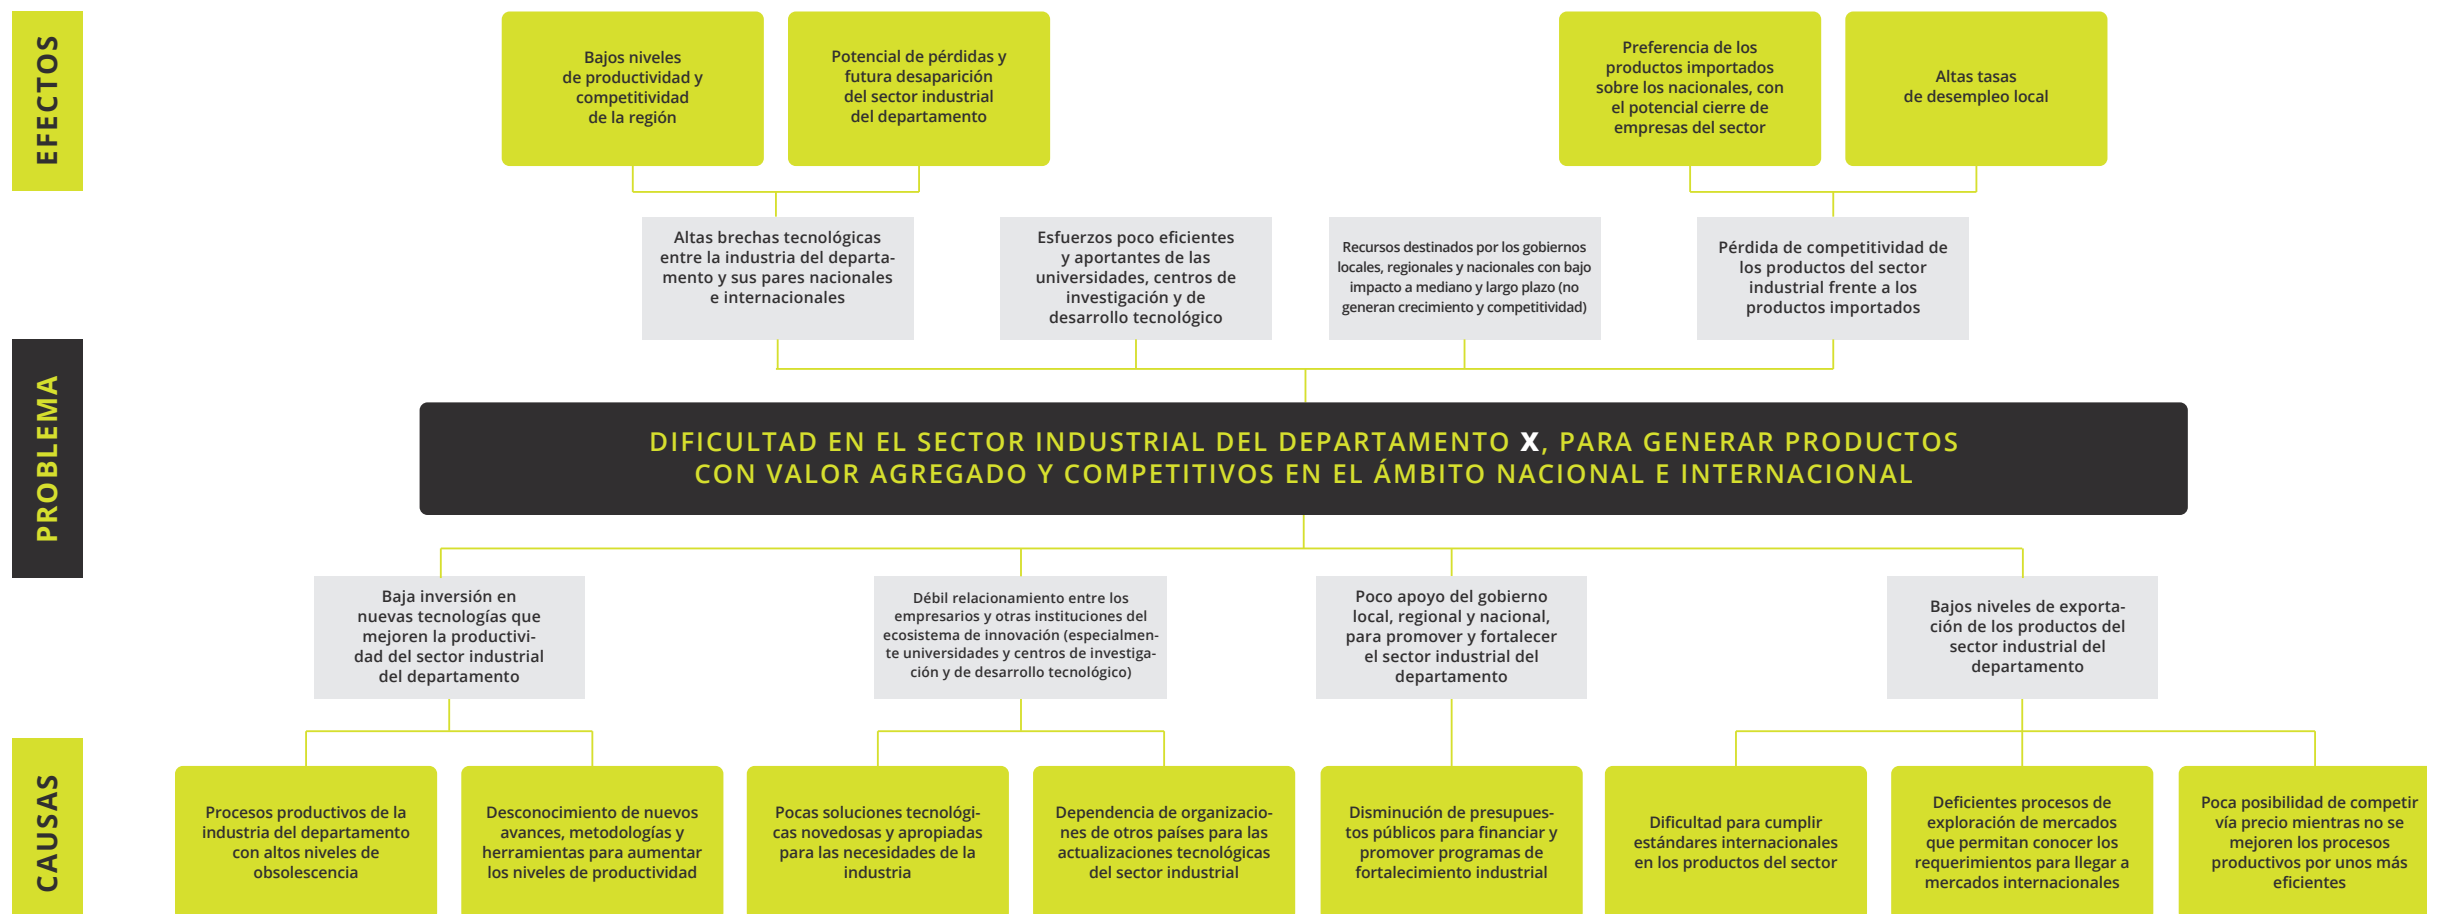 EFECTOS
Bajos niveles
de productividad y
competitividad
de la región
Potencial de pérdidas y
futura desaparición
del sector industrial
del departamento
Preferencia de los
productos importados
sobre los nacionales, con
el potencial cierre de
empresas del sector
Altas tasas
de desempleo local
Altas brechas tecnológicas
entre la industria del departa-
mento y sus pares nacionales
e internacionales
Esfuerzos poco eficientes
y aportantes de las
universidades, centros de
investigación y de
desarrollo tecnológico
Recursos destinados por los gobiernos
locales, regionales y nacionales con bajo
impacto a mediano y largo plazo (no
generan crecimiento y competitividad)
Pérdida de competitividad de
los productos del sector
industrial frente a los
productos importados
PROBLEMA
DIFICULTAD EN EL SECTOR INDUSTRIAL DEL DEPARTAMENTO X, PARA GENERAR PRODUCTOS
CON VALOR AGREGADO Y COMPETITIVOS EN EL ÁMBITO NACIONAL E INTERNACIONAL
Baja inversión en
nuevas tecnologías que
mejoren la productivi-
dad del sector industrial
del departamento
Débil relacionamiento entre los
empresarios y otras instituciones del
ecosistema de innovación (especialmen-
te universidades y centros de investiga-
ción y de desarrollo tecnológico)
Poco apoyo del gobierno
local, regional y nacional,
para promover y fortalecer
el sector industrial del
departamento
Bajos niveles de exporta-
ción de los productos del
sector industrial del
departamento
CAUSAS
Procesos productivos de la
industria del departamento
con altos niveles de
obsolescencia
Desconocimiento de nuevos
avances, metodologías y
herramientas para aumentar
los niveles de productividad
Pocas soluciones tecnológi-
cas novedosas y apropiadas
para las necesidades de la
industria
Dependencia de organizacio-
nes de otros países para las
actualizaciones tecnológicas
del sector industrial
Disminución de presupues-
tos públicos para financiar y
promover programas de
fortalecimiento industrial
Dificultad para cumplir
estándares internacionales
en los productos del sector
Deficientes procesos de
exploración de mercados
que permitan conocer los
requerimientos para llegar a
mercados internacionales
Poca posibilidad de competir
vía precio mientras no se
mejoren los procesos
productivos por unos más
eficientes